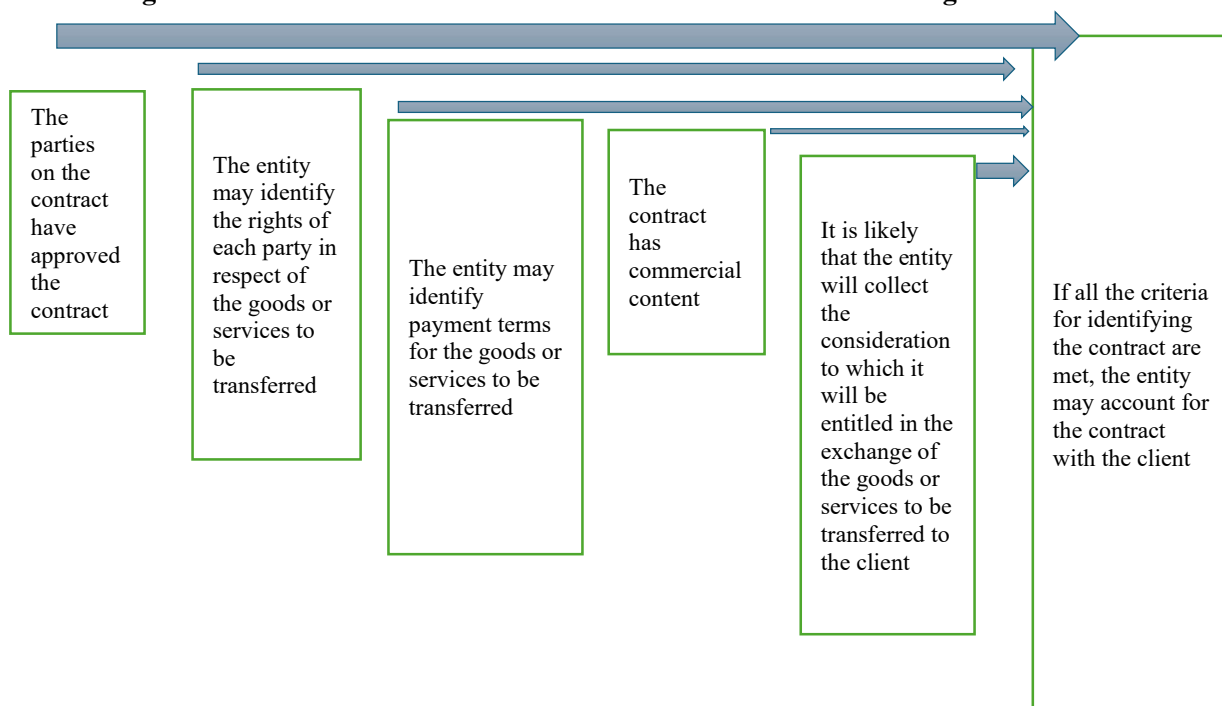 The
parties
on the
contract
have
approved
the
contract
The entity
may identify
the rights of
each party in
respect of
the goods or
services to
be
transferred
The entity may
identify
payment terms
for the goods or
services to be
transferred
The
contract
has
commercial
content
It is likely
that the entity
will collect
the
consideration
to which it
will be
entitled in the
exchange of
the goods or
services to be
transferred to
the client
If all the criteria
for identifying
the contract are
met, the entity
may account for
the contract
with the client